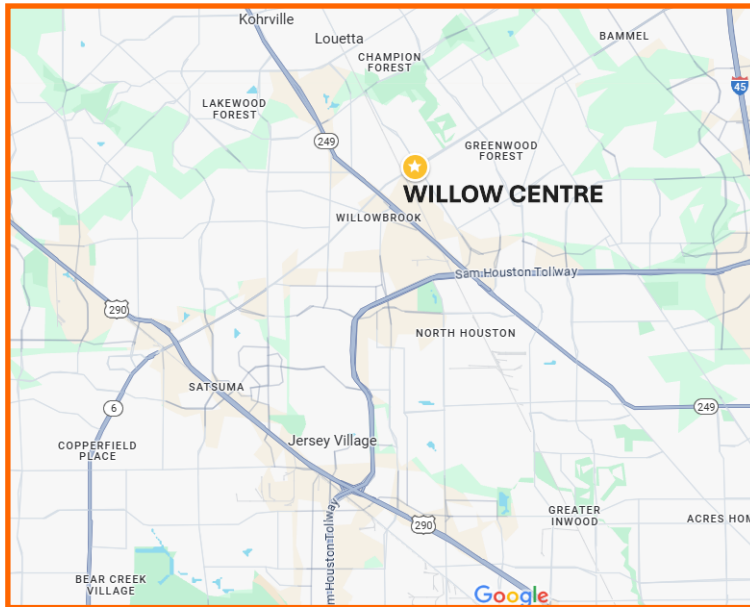 Kohrville
Louetta
BAMMEL
CHAMPION
FOREST
45
LAKEWOOD
FOREST
249
GREENWOOD
FOREST
WILLOW CENTRE
WILLOWBROOK
Sam Houston Tollway
290
NORTH HOUSTON
SATSUMA
6
249
COPPERFIELD
PLACE
Jersey Village
m Houston Tollway
290
GREATER
INWOOD
ACRES HOM
BEAR CREEK
VILLAGE
Google